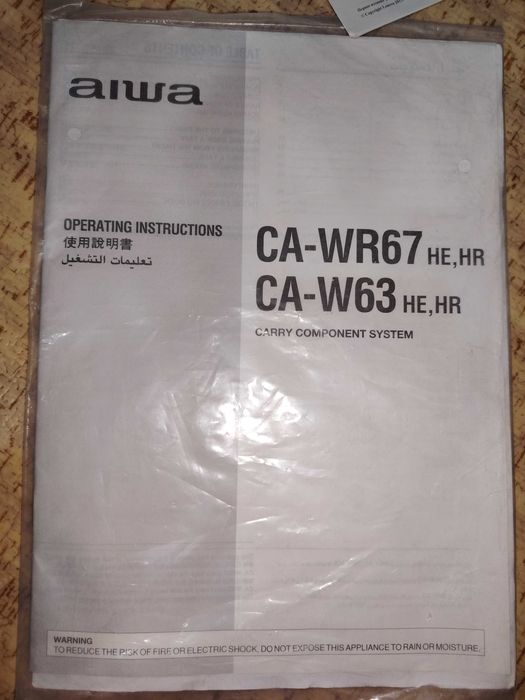 aiwa
OPERATING INSTRUCTIONS
使用說明書
تعليمات التشغيل
CA-WR67 HE,HR
CA-W63 HE,HR
CARRY COMPONENT SYSTEM
WARNING
TO REDUCE THE RISK OF FIRE OR ELECTRIC SHOCK, DO NOT EXPOSE THIS APPLIANCE TO RAIN OR MOISTURE.